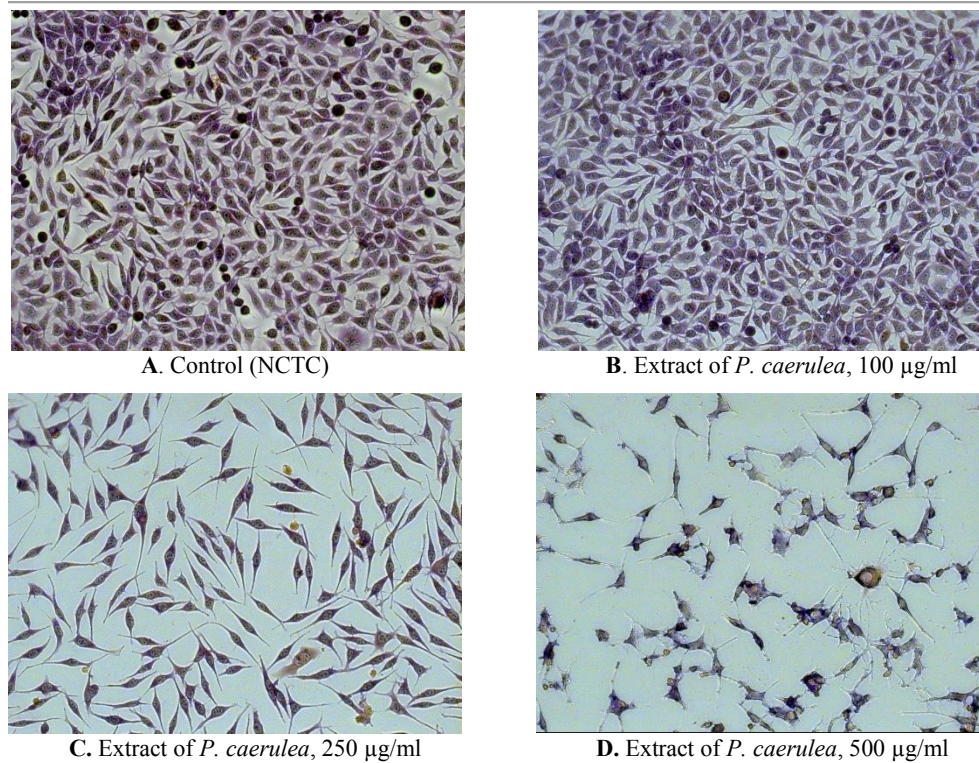 A. Control (NCTC)
B. Extract of P. caerulea, 100 µg/ml
C. Extract of P. caerulea, 250 µg/ml
D. Extract of P. caerulea, 500 µg/ml